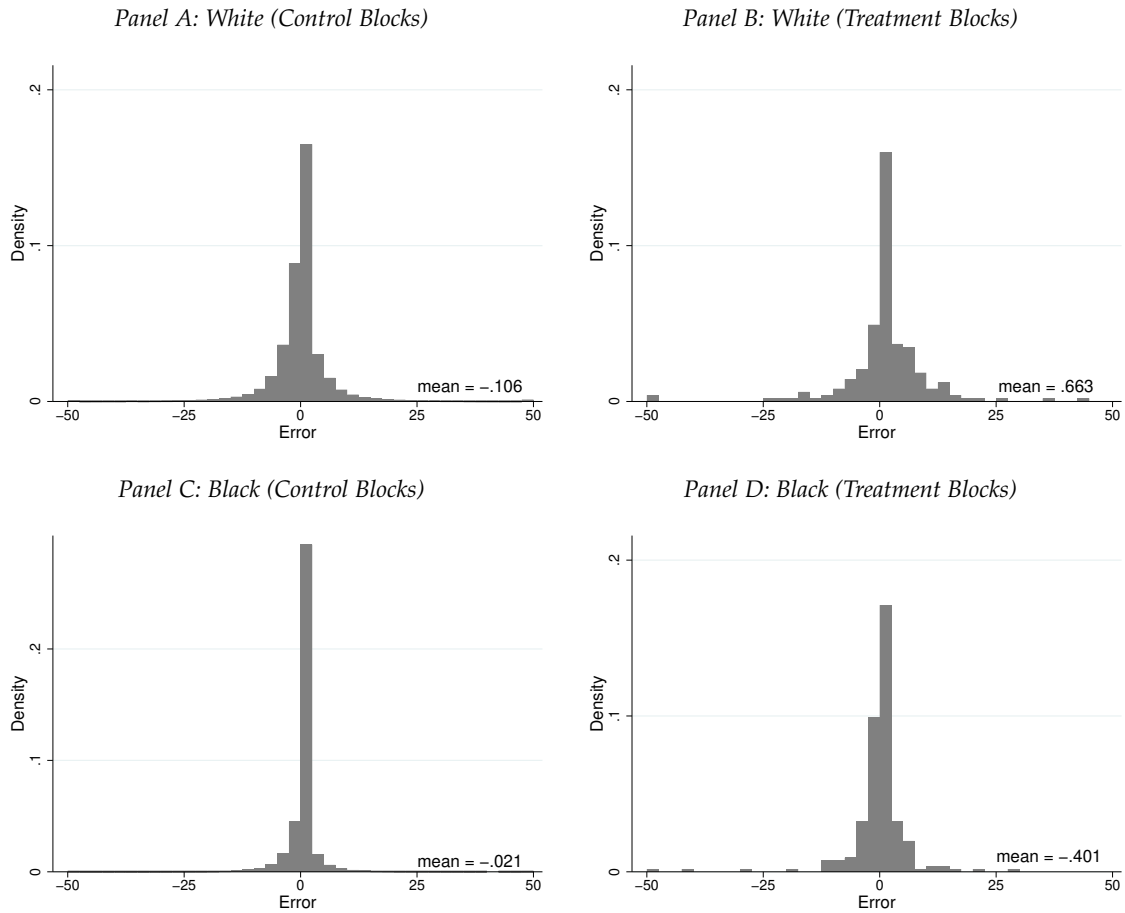 Panel A: White (Control Blocks)
Panel B: White (Treatment Blocks)
.2
.1
0
Density
mean = −.106
−50
−25
0
25
50
Error
.2
.1
0
Density
mean = .663
−50
−25
0
25
50
Error
Panel C: Black (Control Blocks)
Panel D: Black (Treatment Blocks)
.2
.1
0
Density
mean = −.021
−50
−25
0
25
50
Error
.2
.1
0
Density
mean = −.401
−50
−25
0
25
50
Error